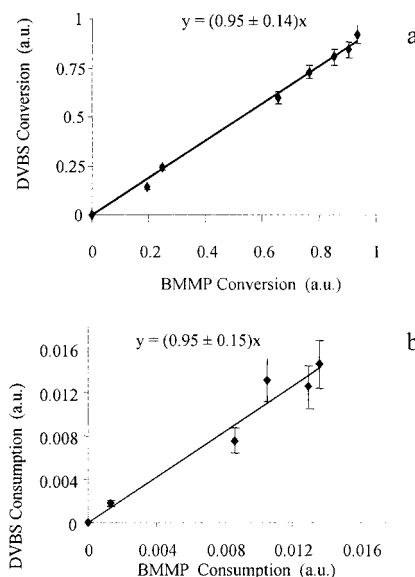 y = (0.95 ± 0.14)x
a
1
0.75
0.5
0.25
0
DVBS Conversion (a.u.)
0 0.2 0.4 0.6 0.8 1
BMMP Conversion (a.u.)
y = (0.95 ± 0.15)x
b
0.016
0.012
0.008
0.004
0
DVBS Consumption (a.u.)
0 0.004 0.008 0.012 0.016
BMMP Consumption (a.u.)